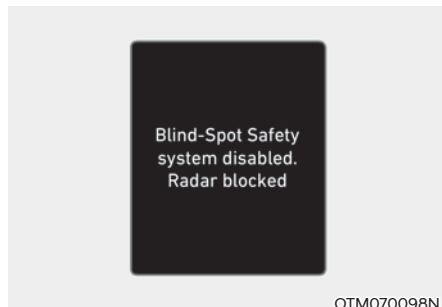 Blind-Spot Safety
system disabled.
Radar blocked
OTM070098N